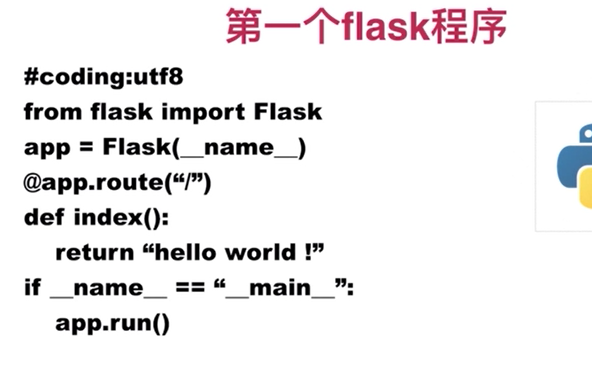 第一个flask程序
#coding:utf8
from flask import Flask
app = Flask(__name__)
@app.route(“/”)
def index():
    return “hello world !”
if __name__ == “__main__”:
    app.run()